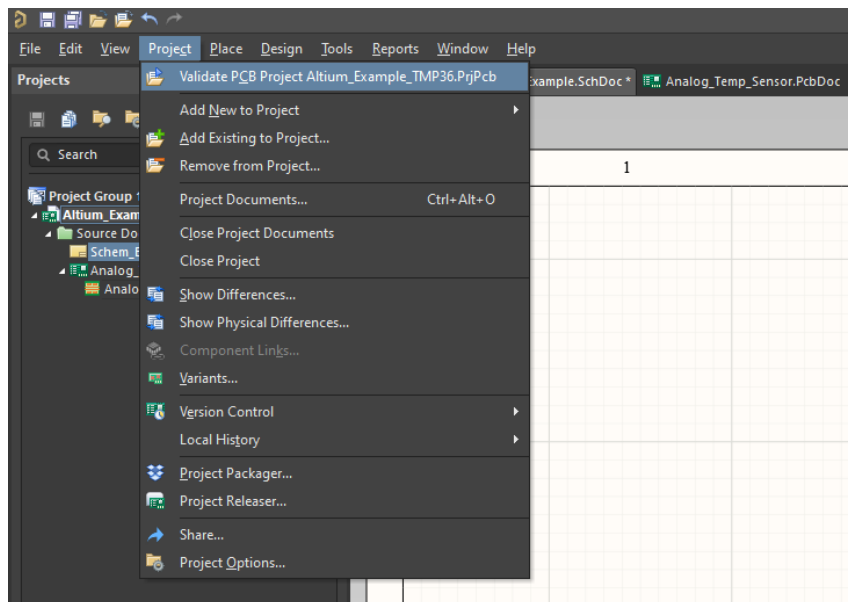 File Edit View Project Place Design Tools Reports Window Help
Projects
Validate PCB Project Altium_Example_TMP36.PrjPcb
Example.SchDoc * Analog_Temp_Sensor.PcbDoc
Add New to Project
Search
Add Existing to Project...
Remove from Project...
1
Project Group 1
Project Documents... Ctrl+Alt+O
Altium_Exam
Source Do
Close Project Documents
Schem_E
Close Project
Analog_
Analo
Show Differences...
Show Physical Differences...
Component Links...
Variants...
Version Control
Local History
Project Packager...
Project Releaser...
Share...
Project Options...